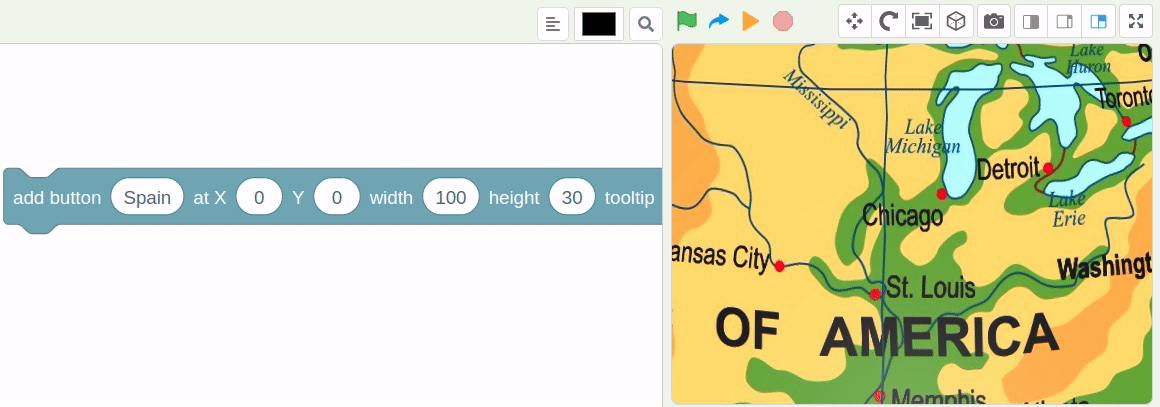 add button Spain at X 0 Y 0 width 100 height 30 tooltip
Lake
Huron
Mississippi
Toronto
Lake
Michigan
Detroit
Lake
Erie
Chicago
ansas City
Washingt
St. Louis
OF AMERICA
Memphis